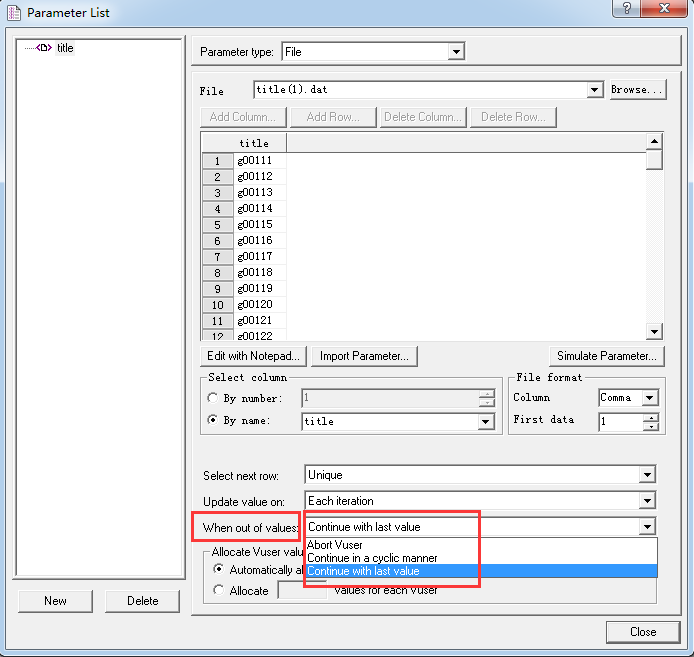 Parameter List
?
title
Parameter type: File
File title(1).dat Browse...
Add Column... Add Row... Delete Column... Delete Row...
title
1 g00111
2 g00112
3 g00113
4 g00114
5 g00115
6 g00116
7 g00117
8 g00118
9 g00119
10 g00120
11 g00121
12 g00122
Edit with Notepad... Import Parameter... Simulate Parameter...
Select column
By number: 1
By name: title
File format
Column Comma
First data 1
Select next row: Unique
Update value on: Each iteration
When out of values: Continue with last value
Abort Vuser
Continue in a cyclic manner
Continue with last value
Allocate Vuser valu
Automatically al
Allocate values for each Vuser
New Delete
Close